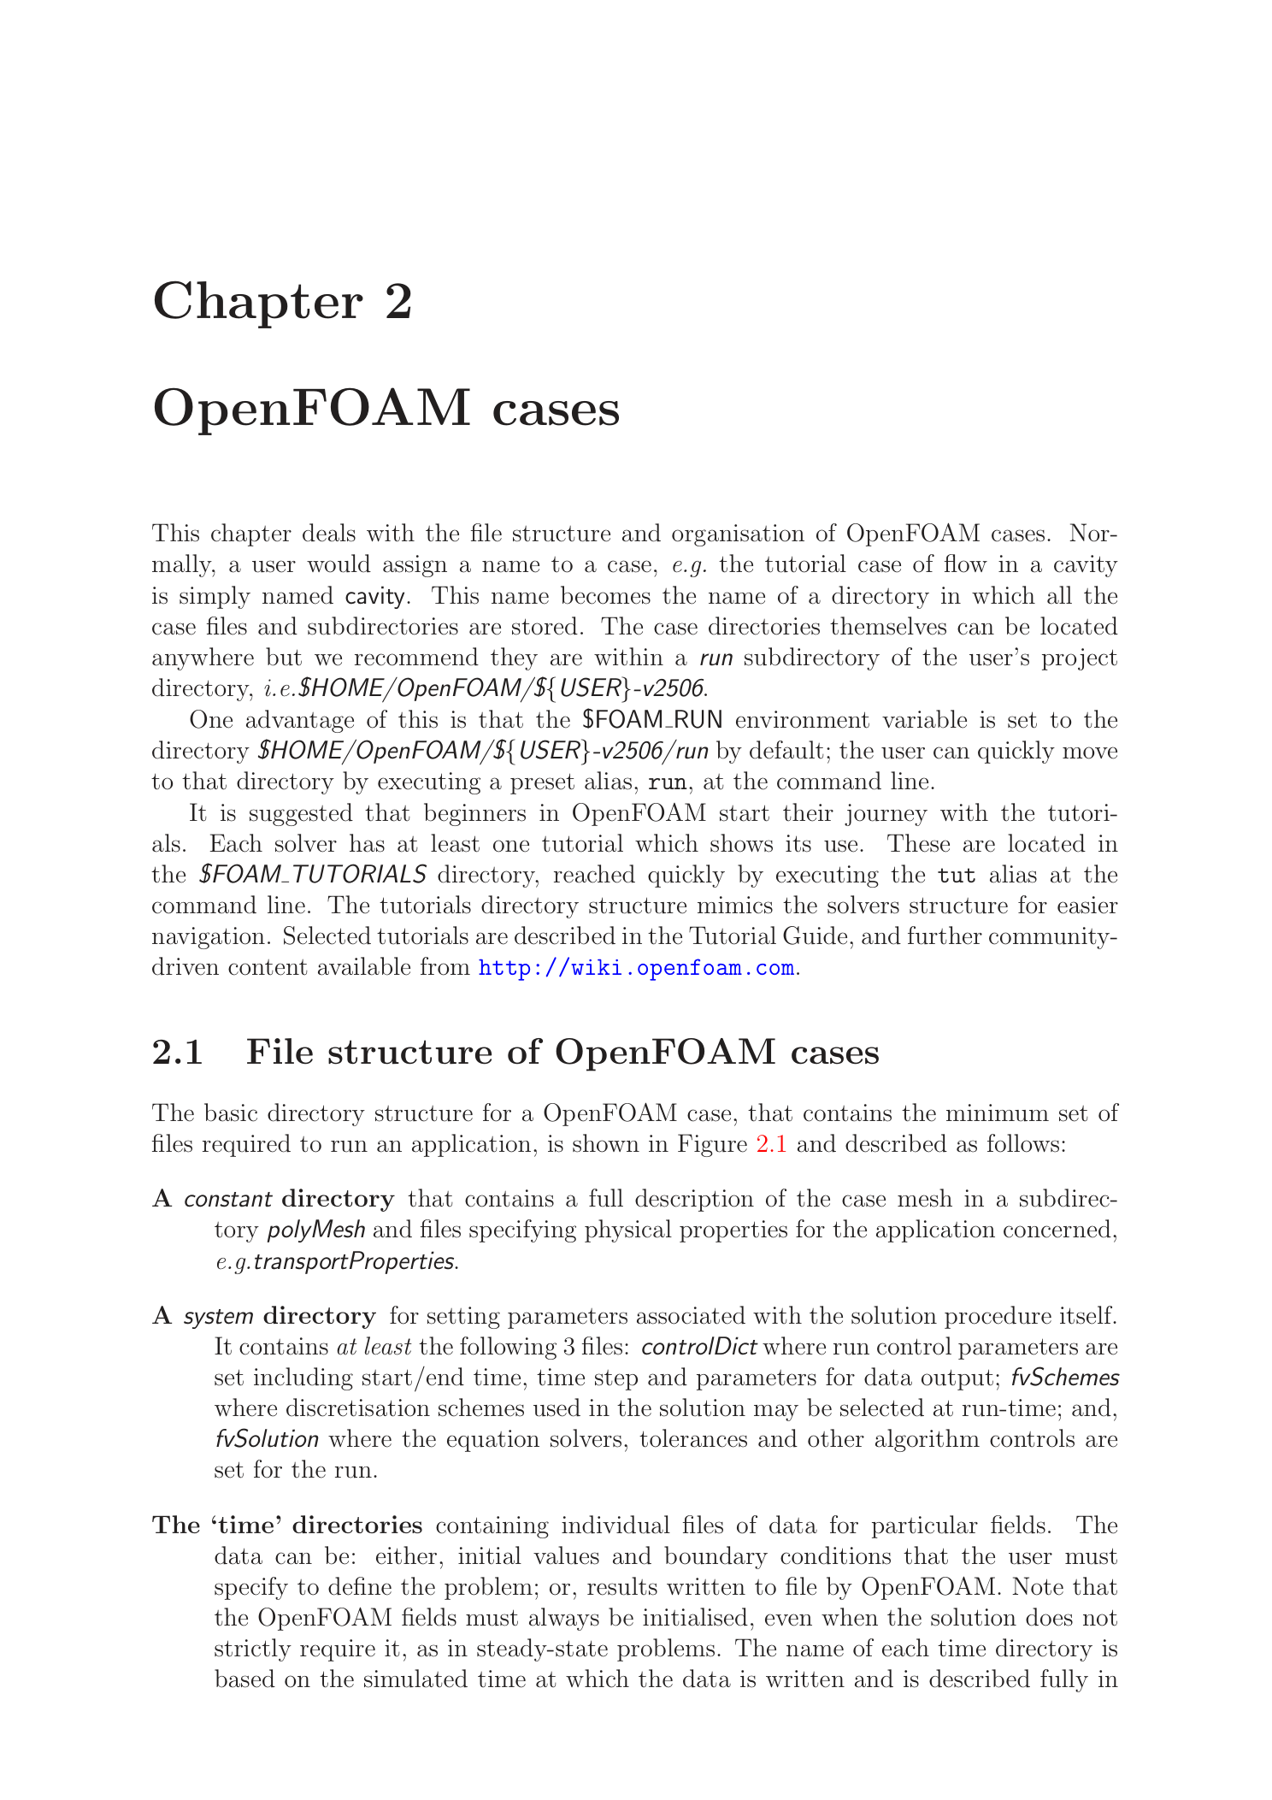 Chapter 2
OpenFOAM cases
This chapter deals with the file structure and organisation of OpenFOAM cases. Nor-
mally, a user would assign a name to a case, e.g. the tutorial case of flow in a cavity
is simply named cavity. This name becomes the name of a directory in which all the
case files and subdirectories are stored. The case directories themselves can be located
anywhere but we recommend they are within a run subdirectory of the user's project
directory, i.e.$HOME/OpenFOAM/${USER}-v2506.
One advantage of this is that the $FOAM_RUN environment variable is set to the
directory $HOME/OpenFOAM/${USER}-v2506/run by default; the user can quickly move
to that directory by executing a preset alias, run, at the command line.
It is suggested that beginners in OpenFOAM start their journey with the tutori-
als. Each solver has at least one tutorial which shows its use. These are located in
the $FOAM_TUTORIALS directory, reached quickly by executing the tut alias at the
command line. The tutorials directory structure mimics the solvers structure for easier
navigation. Selected tutorials are described in the Tutorial Guide, and further community-
driven content available from http://wiki.openfoam.com.
2.1 File structure of OpenFOAM cases
The basic directory structure for a OpenFOAM case, that contains the minimum set of
files required to run an application, is shown in Figure 2.1 and described as follows:
A constant directory that contains a full description of the case mesh in a subdirec-
tory polyMesh and files specifying physical properties for the application concerned,
e.g.transportProperties.
A system directory for setting parameters associated with the solution procedure itself.
It contains at least the following 3 files: controlDict where run control parameters are
set including start/end time, time step and parameters for data output; fvSchemes
where discretisation schemes used in the solution may be selected at run-time; and,
fvSolution where the equation solvers, tolerances and other algorithm controls are
set for the run.
The ‘time’ directories containing individual files of data for particular fields. The
data can be: either, initial values and boundary conditions that the user must
specify to define the problem; or, results written to file by OpenFOAM. Note that
the OpenFOAM fields must always be initialised, even when the solution does not
strictly require it, as in steady-state problems. The name of each time directory is
based on the simulated time at which the data is written and is described fully in